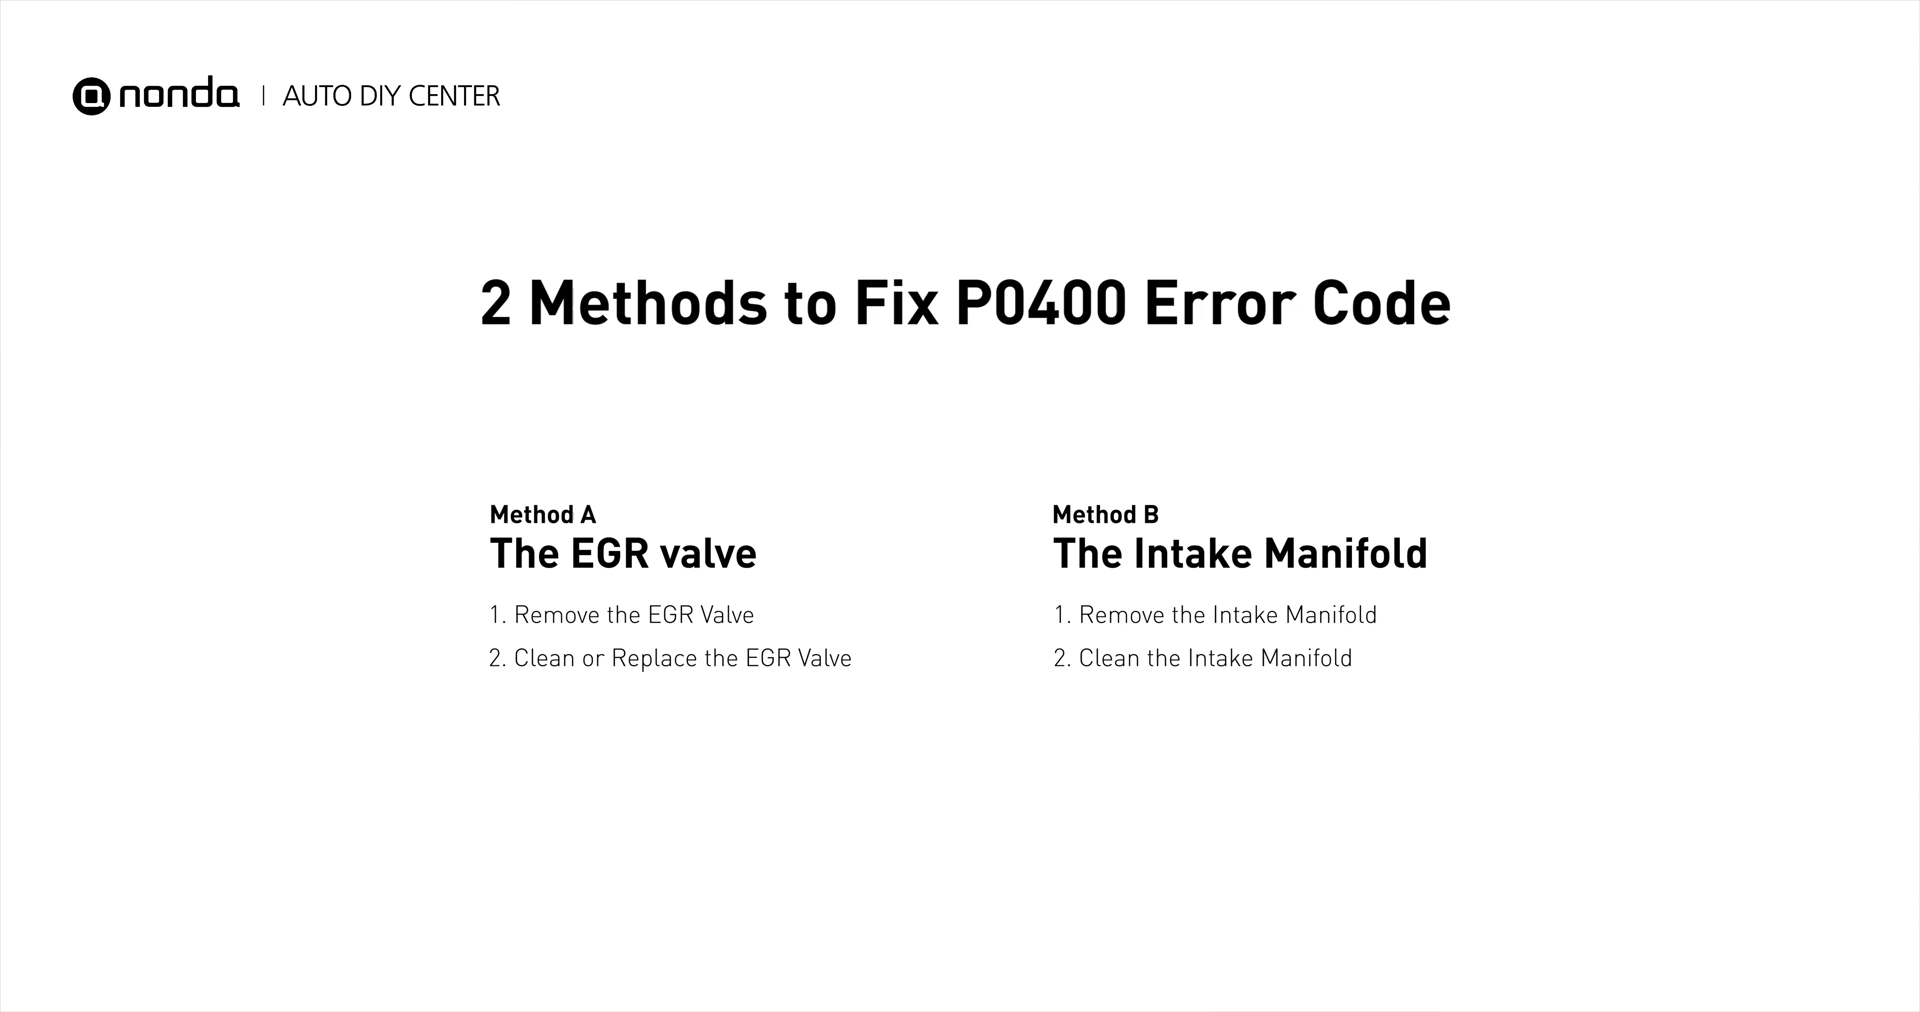 nonda | AUTO DIY CENTER
2 Methods to Fix P0400 Error Code
Method A
The EGR valve
1. Remove the EGR Valve
2. Clean or Replace the EGR Valve
Method B
The Intake Manifold
1. Remove the Intake Manifold
2. Clean the Intake Manifold